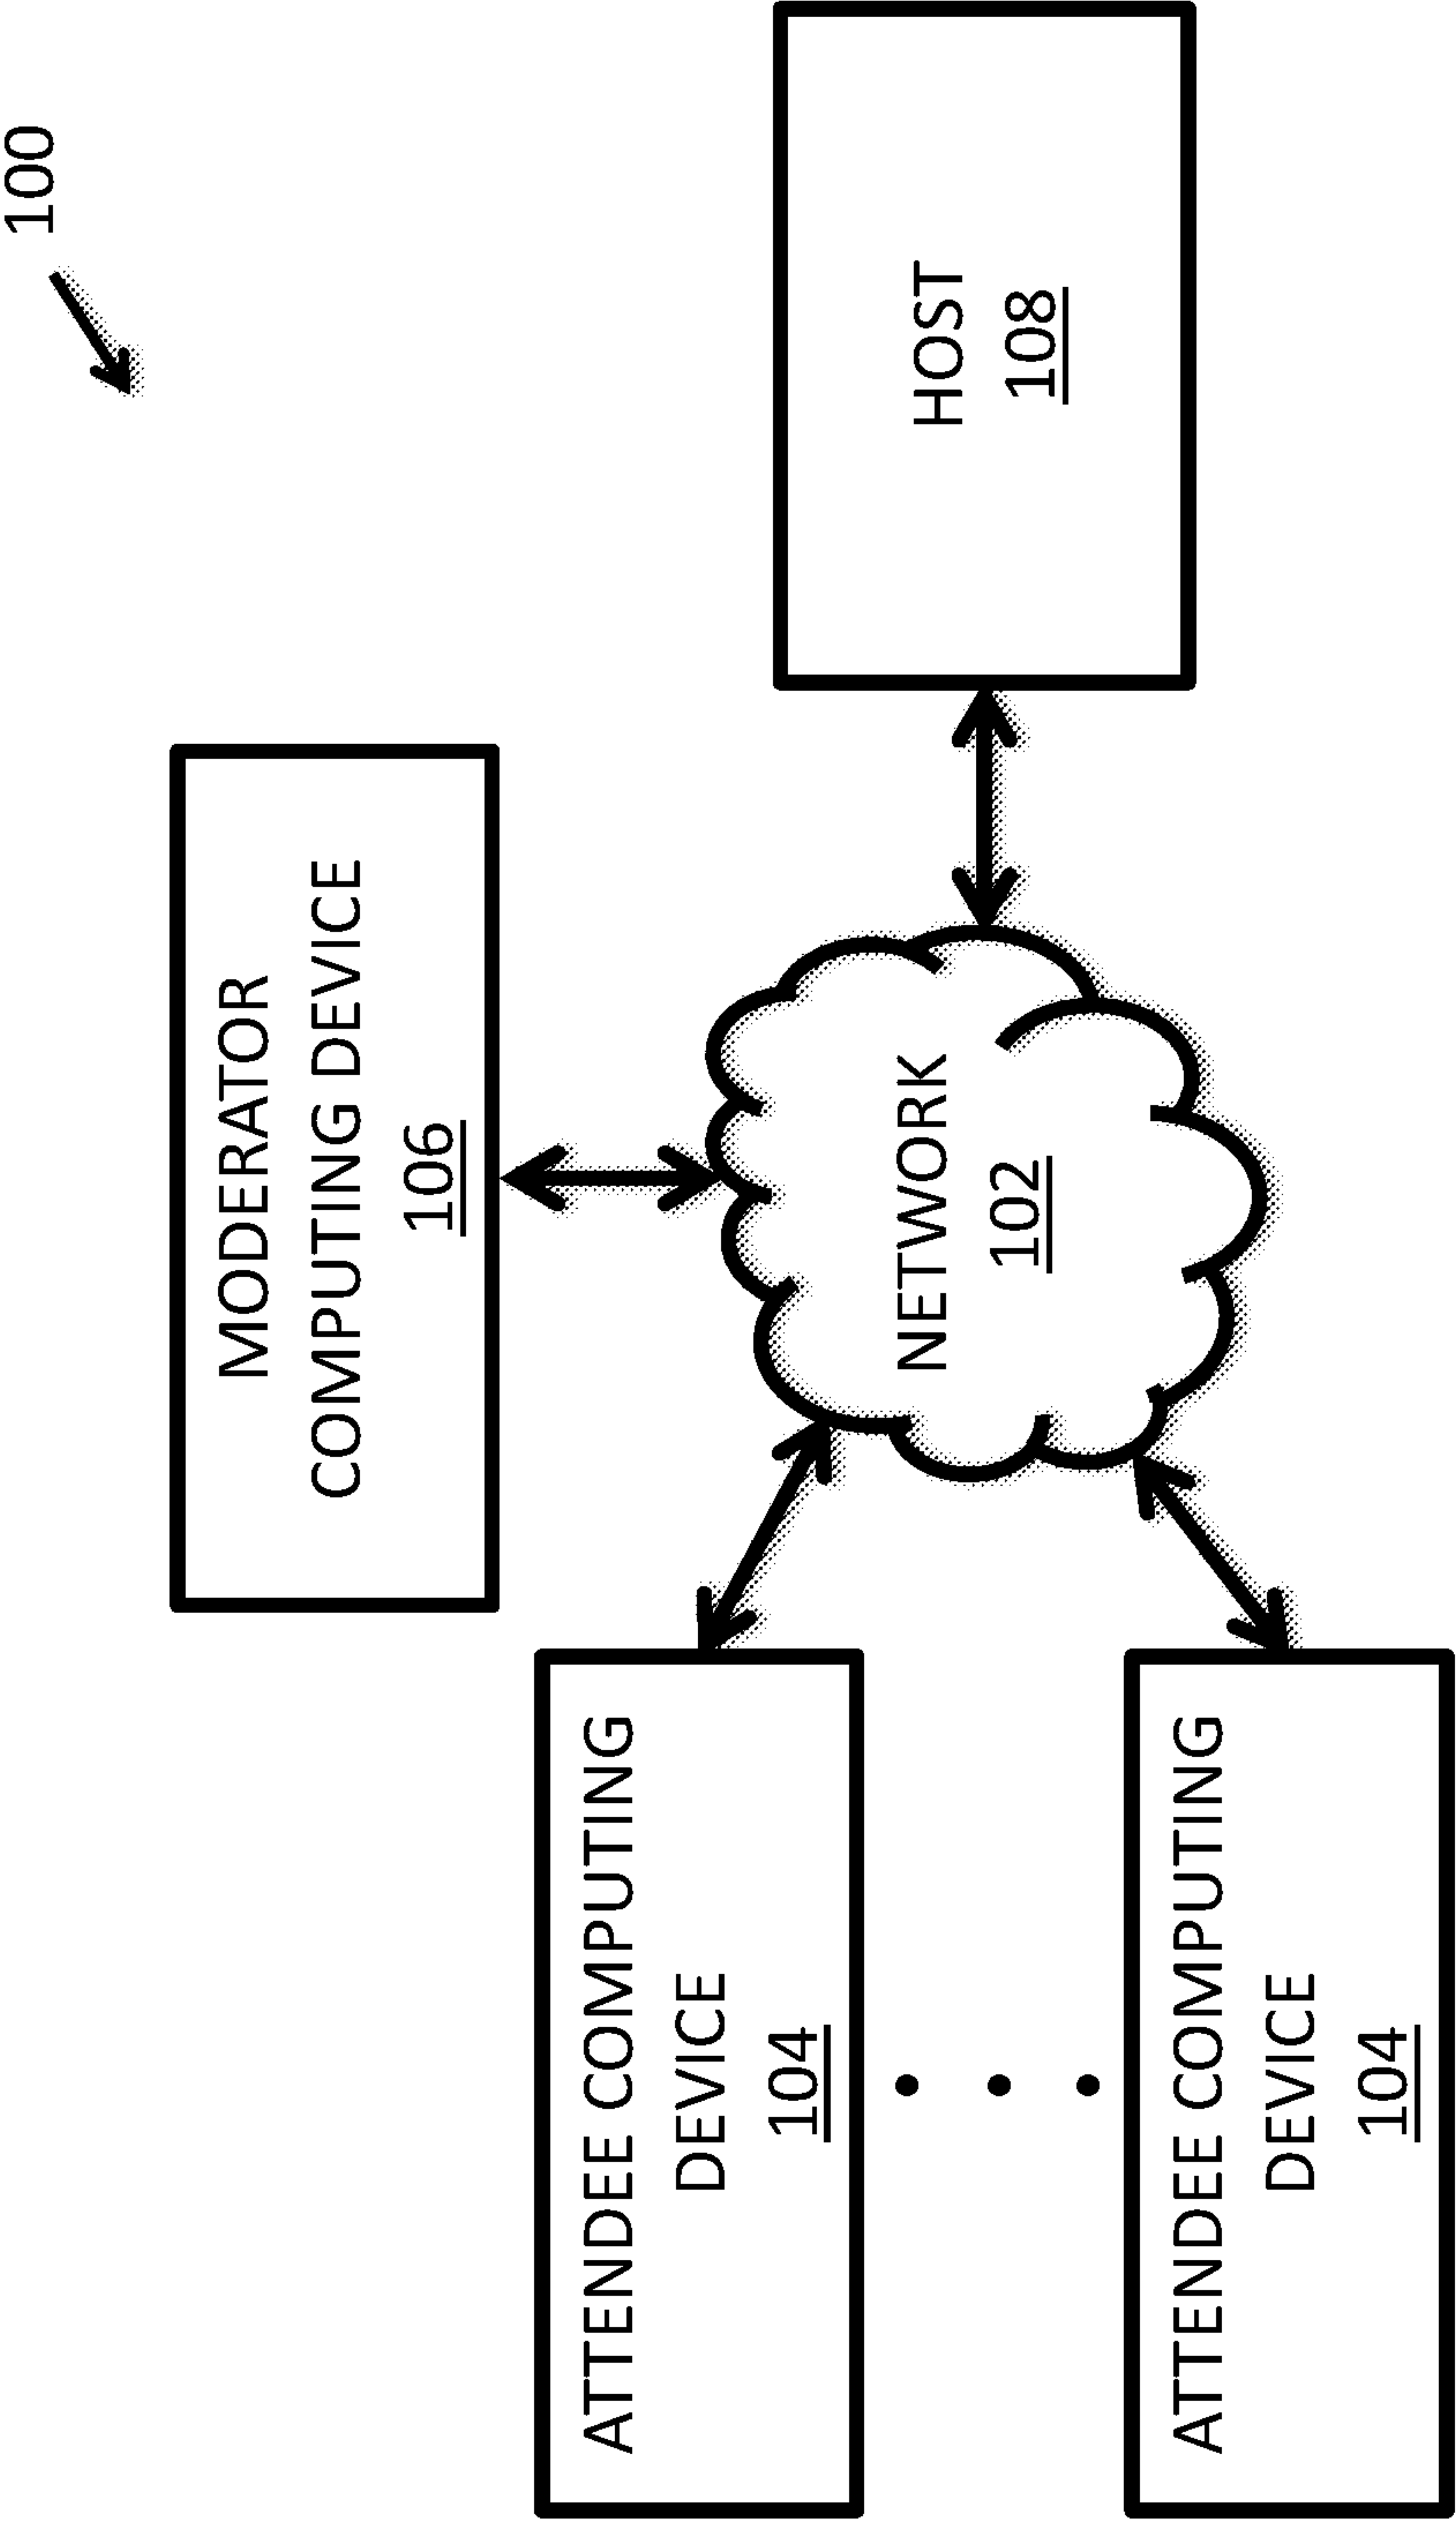 100
MODERATOR
COMPUTING DEVICE
106
ATTENDEE COMPUTING
DEVICE
104
NETWORK
102
HOST
108
ATTENDEE COMPUTING
DEVICE
104